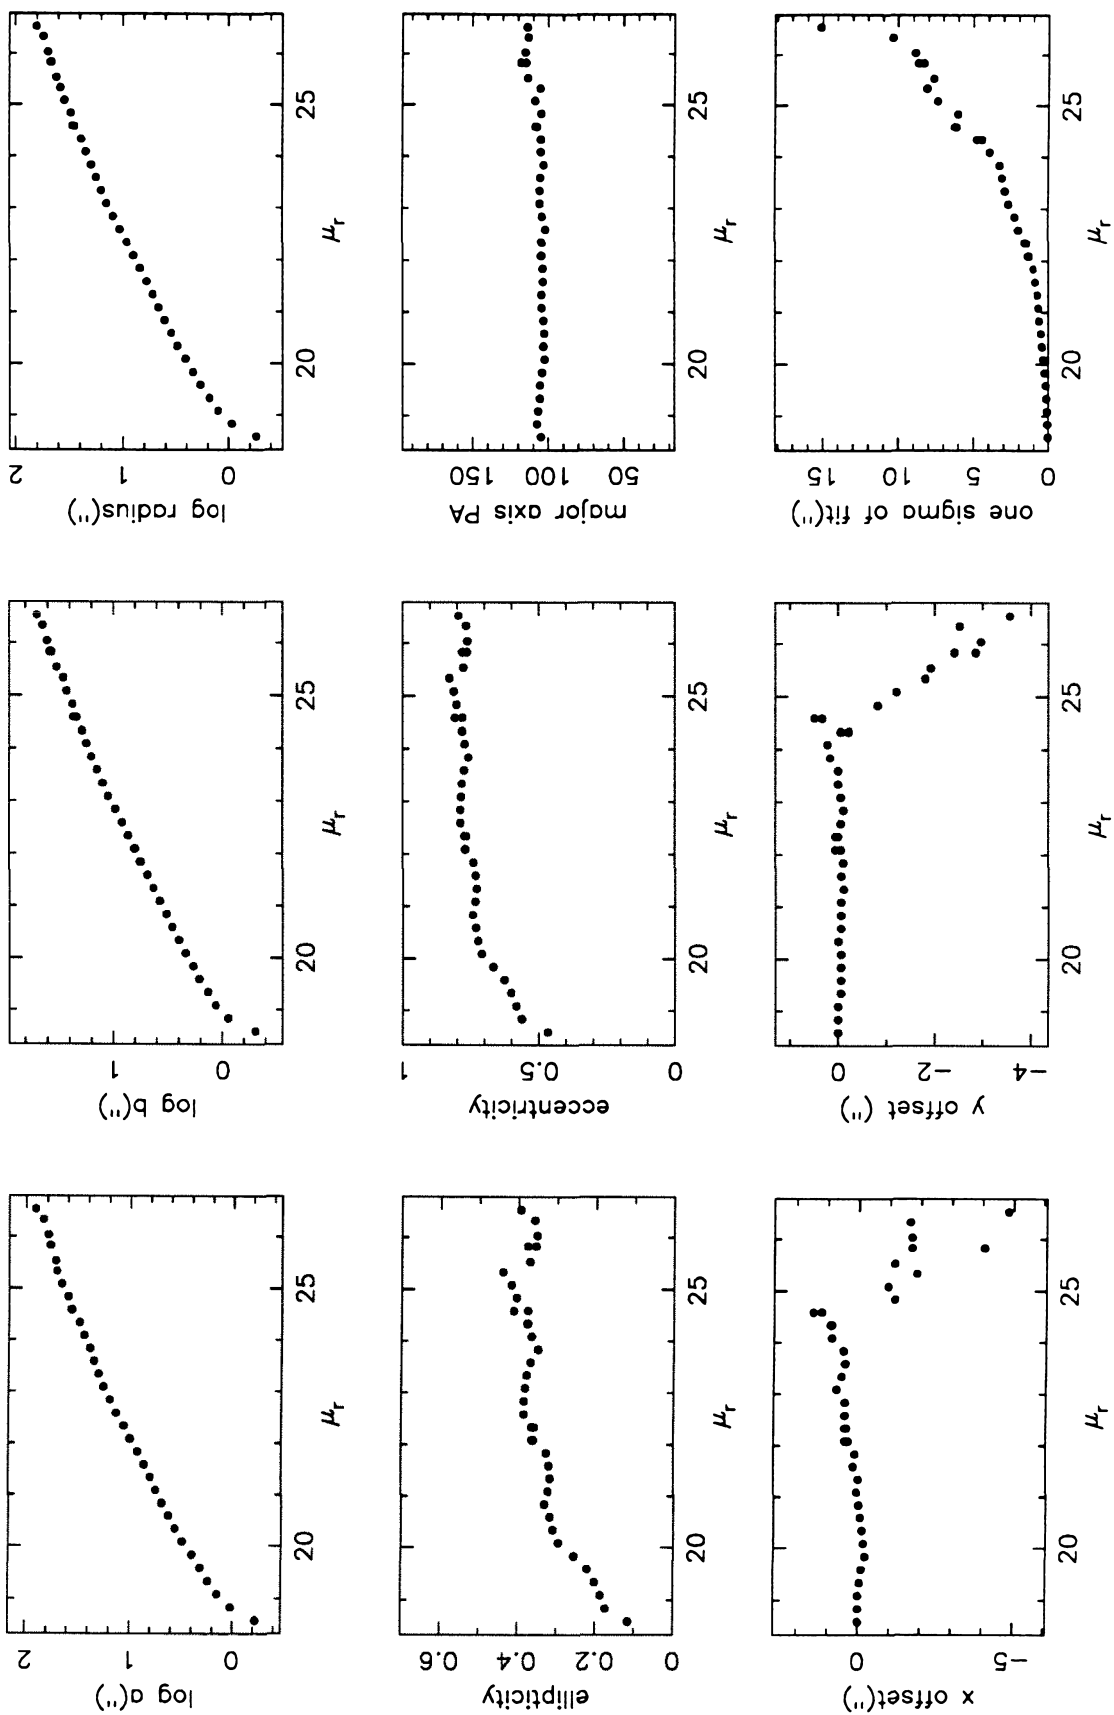 log a(")
2
1
0
20
25
μr
log b(")
1
0
20
25
μr
log radius(")
2
1
0
20
25
μr
ellipticity
0.6
0.4
0.2
20
25
μr
eccentricity
1
0.5
0
20
25
μr
major axis PA
150
100
50
20
25
μr
x offset(")
0
-5
20
25
μr
y offset (")
0
-2
-4
20
25
μr
one sigma of fit(")
15
10
5
0
20
25
μr